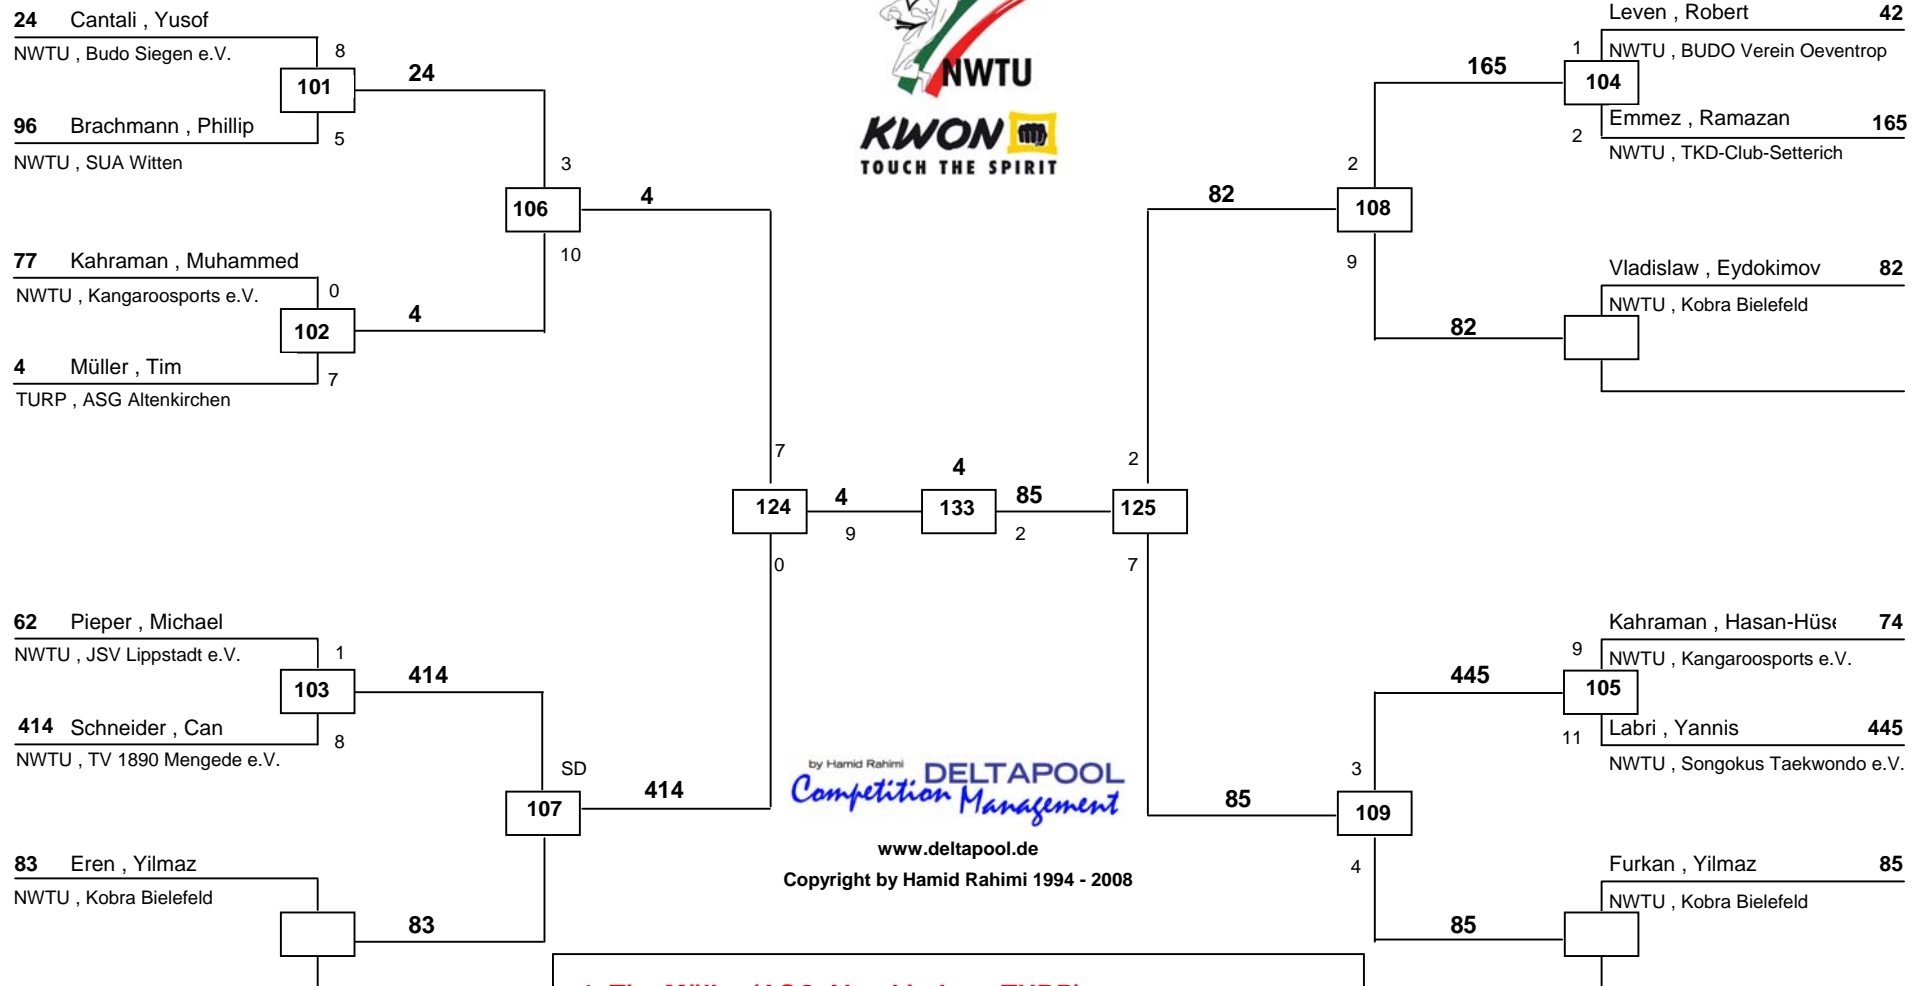 24 Cantali , Yusof
NWTU , Budo Siegen e.V.
8
101
24
96 Brachmann , Phillip
5
NWTU , SUA Witten
3
106
4
10
77 Kahraman , Muhammed
0
NWTU , Kangaroosports e.V.
102
4
4 Müller , Tim
7
TURP , ASG Altenkirchen
7
124
0
62 Pieper , Michael
NWTU , JSV Lippstadt e.V.
1
103
414
414 Schneider , Can
8
NWTU , TV 1890 Mengede e.V.
SD
107
414
83 Eren , Yilmaz
NWTU , Kobra Bielefeld
83
NWTU
KWON
TOUCH THE SPIRIT
4
4
133
85
9
2
by Hamid Rahimi
DELTAPOOL
Competition Management
www.deltapool.de
Copyright by Hamid Rahimi 1994 - 2008
Leven , Robert 42
1
NWTU , BUDO Verein Oeventrop
165
104
Emmez , Ramazan 165
2
NWTU , TKD-Club-Setterich
2
82
108
9
Vladislaw , Eydokimov 82
NWTU , Kobra Bielefeld
82
2
125
7
Kahraman , Hasan-Hüse 74
9
NWTU , Kangaroosports e.V.
445
105
Labri , Yannis 445
11
NWTU , Songokus Taekwondo e.V.
3
85
109
4
Furkan , Yilmaz 85
NWTU , Kobra Bielefeld
85